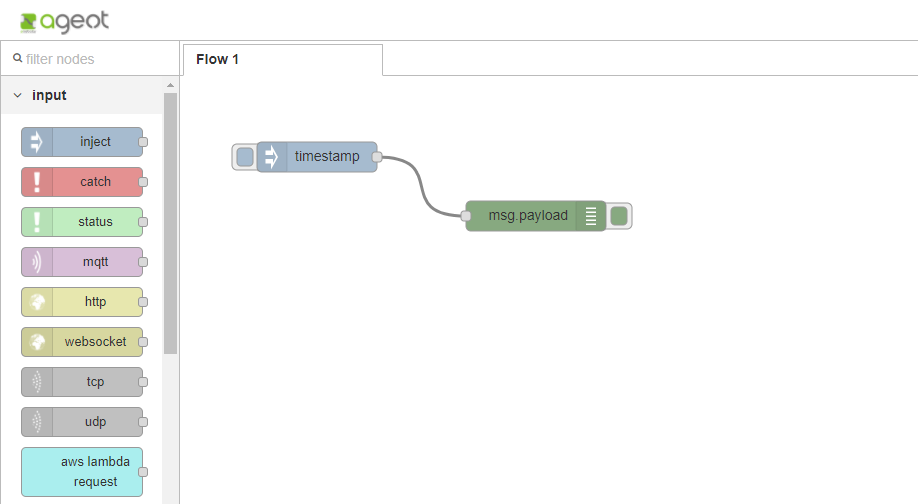 ageot
filter nodes
Flow 1
input
inject
catch
status
mqtt
http
websocket
tcp
udp
aws lambda
request
timestamp
msg.payload